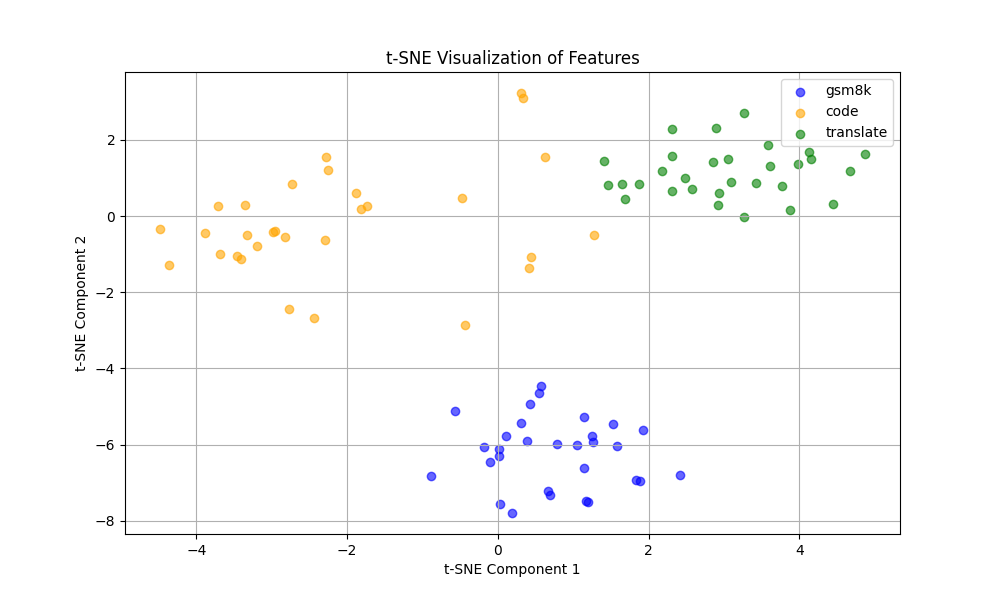 t-SNE Visualization of Features
gsm8k
code
translate
t-SNE Component 2
2
0
−2
−4
−6
−8
−4
−2
0
2
4
t-SNE Component 1